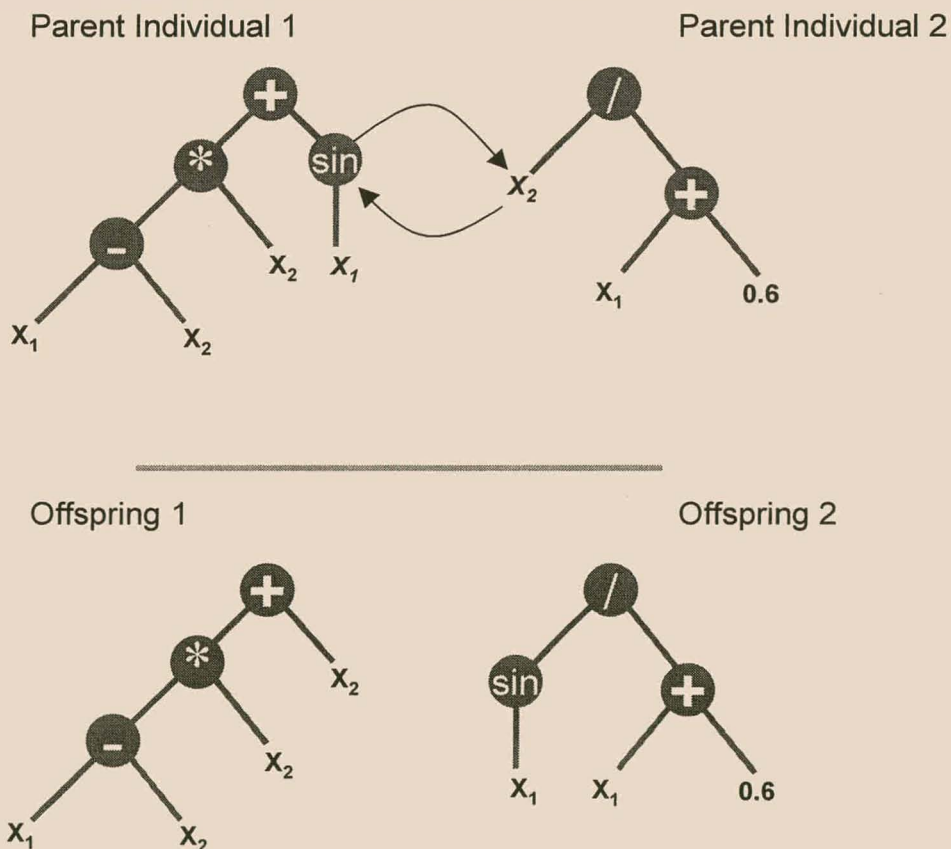 Parent Individual 1 Parent Individual 2
+ /
* sin X₂ +
- X₂ X₁ X₁ 0.6
X₁ X₂
Offspring 1 Offspring 2
+ /
* X₂ sin +
- X₂ X₁ X₁ 0.6
X₁ X₂